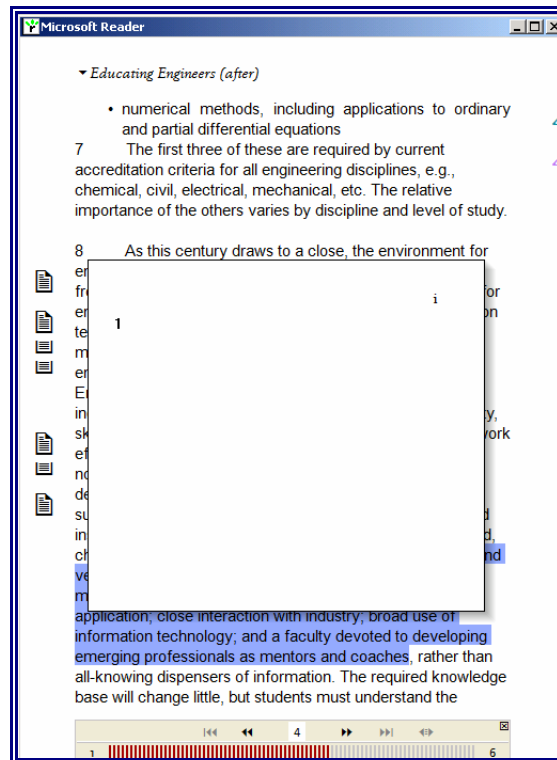 Microsoft Reader
Educating Engineers (after)
• numerical methods, including applications to ordinary
and partial differential equations
7 The first three of these are required by current
accreditation criteria for all engineering disciplines, e.g.,
chemical, civil, electrical, mechanical, etc. The relative
importance of the others varies by discipline and level of study.
8 As this century draws to a close, the environment for
i
1
application; close interaction with industry; broad use of
information technology; and a faculty devoted to developing
emerging professionals as mentors and coaches, rather than
all-knowing dispensers of information. The required knowledge
base will change little, but students must understand the
4
1 6